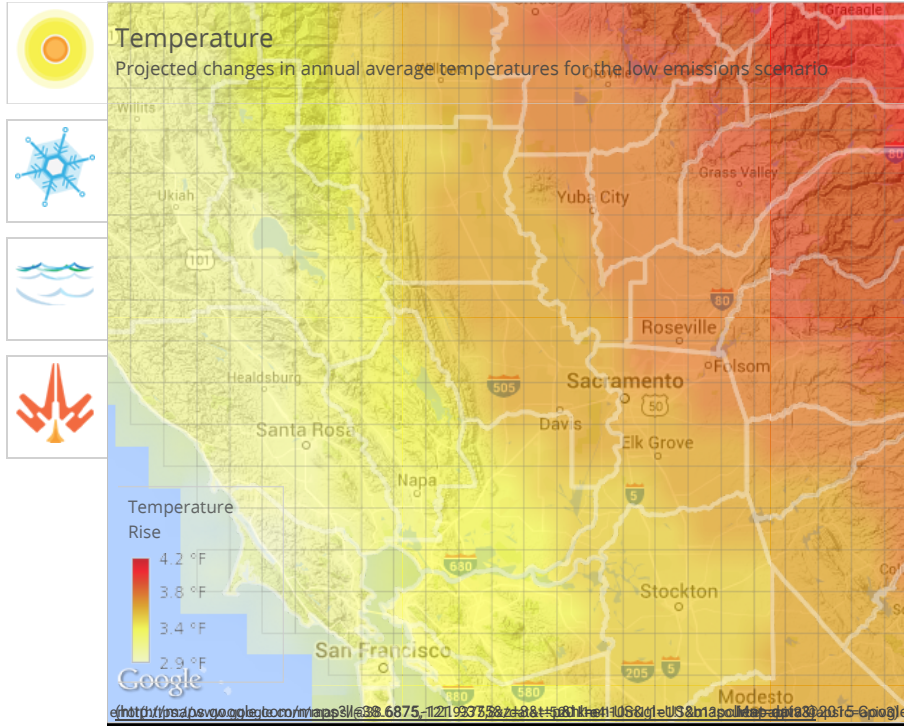 Temperature
Projected changes in annual average temperatures for the low emissions scenario
Graeagle
Willits
Grass Valley
80
Ukiah
Yuba City
101
80
Roseville
Folsom
Healdsburg
505
Sacramento
50
Davis
Santa Rosa
Elk Grove
Napa
5
Temperature
Rise
4.2 °F
3.8 °F
3.4 °F
2.9 °F
680
Stockton
San Francisco
205
5
Google
880
580
Modesto